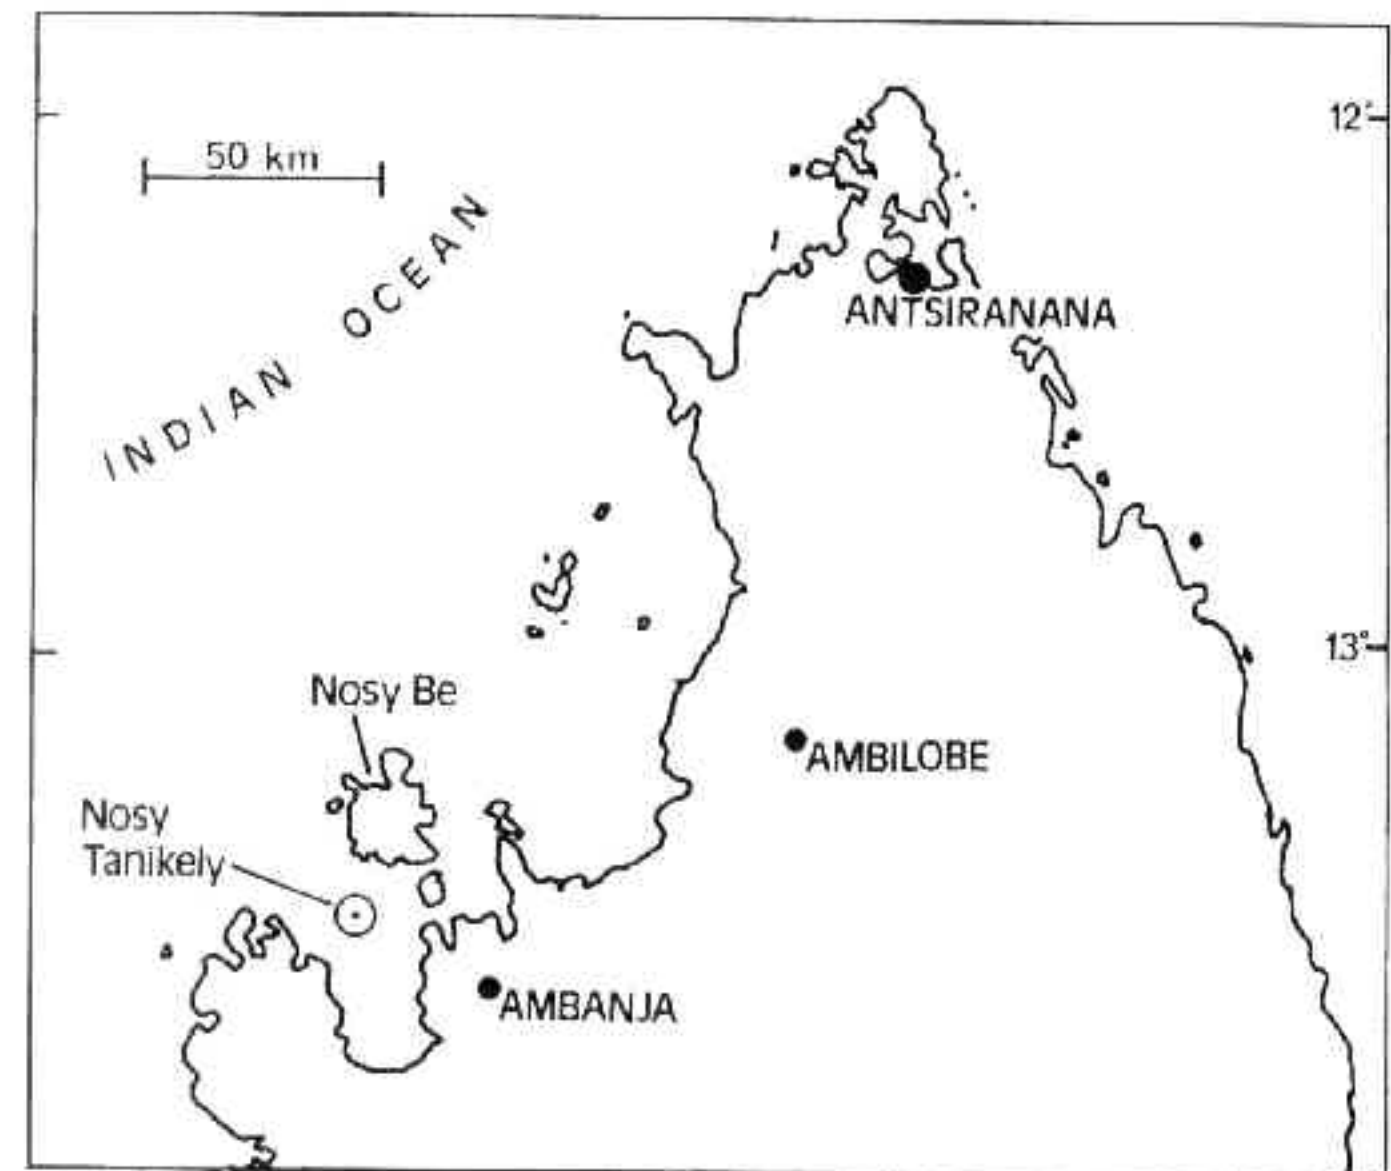 12°
50 km
INDIAN OCEAN
ANTSIRANANA
13°
Nosy Be
AMBILOBE
Nosy
Tanikely
AMBANJA